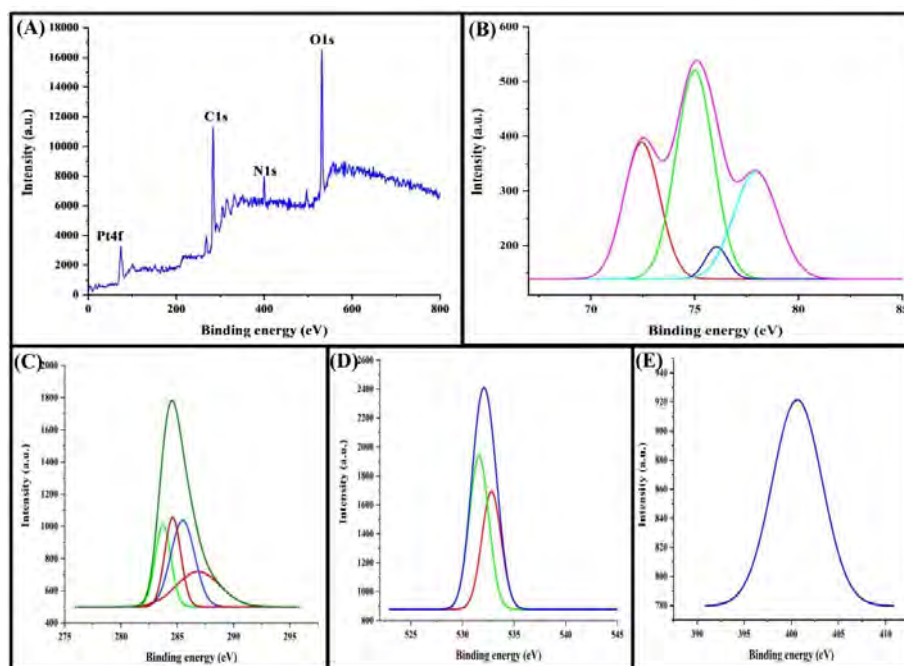 (A)
18000
16000
14000
12000
10000
8000
6000
4000
2000
0
Intensity (a.u.)
O1s
C1s
N1s
Pt4f
0 200 400 600 800
Binding energy (eV)
(B)
600
500
400
300
200
Intensity (a.u.)
70 75 80 85
Binding energy (eV)
(C)
2000
1800
1600
1400
1200
1000
800
600
400
Intensity (a.u.)
275 280 285 290 295
Binding energy (eV)
(D)
2600
2400
2200
2000
1800
1600
1400
1200
1000
800
Intensity (a.u.)
525 530 535 540 545
Binding energy (eV)
(E)
940
920
900
880
860
840
820
800
780
Intensity (a.u.)
390 395 400 405 410
Binding energy (eV)